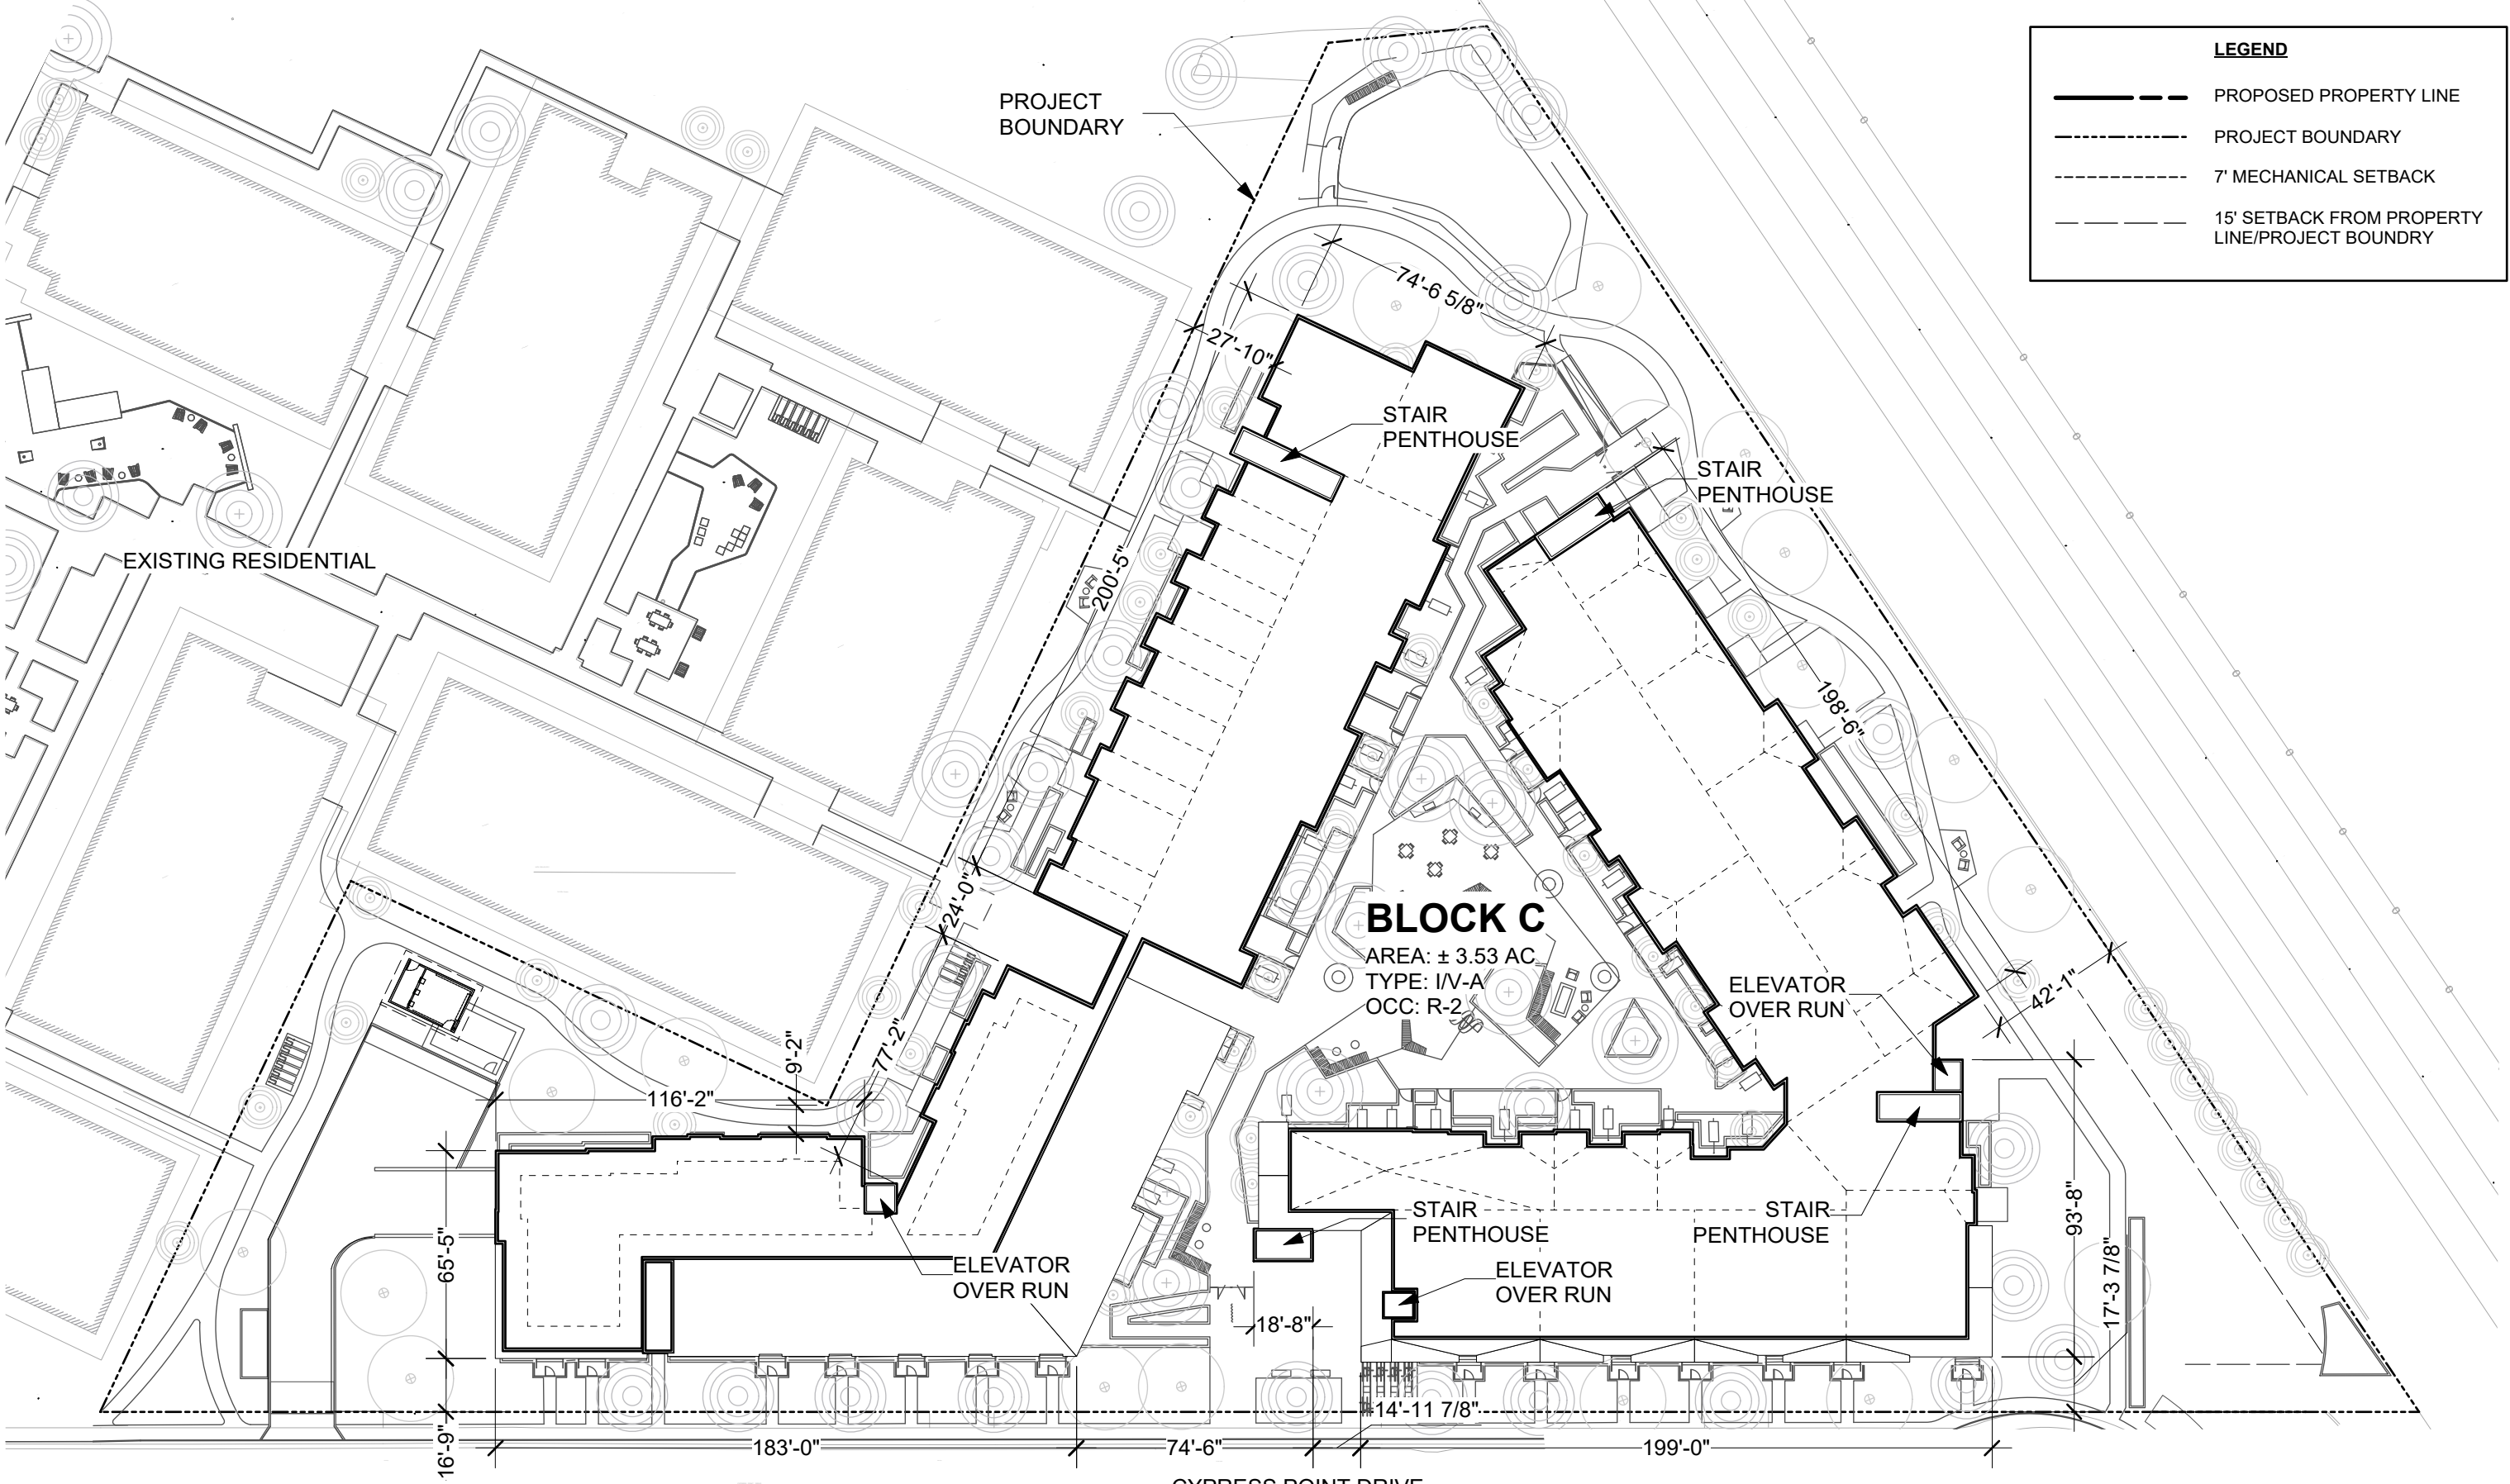 LEGEND
PROPOSED PROPERTY LINE
PROJECT BOUNDARY
7' MECHANICAL SETBACK
15' SETBACK FROM PROPERTY
LINE/PROJECT BOUNDRY
PROJECT
BOUNDARY
74'-6 5/8"
27'-10"
STAIR
PENTHOUSE
STAIR
PENTHOUSE
EXISTING RESIDENTIAL
200'-5"
198'-6"
24'-0"
BLOCK C
AREA: ± 3.53 AC
TYPE: I/V-A
OCC: R-2
ELEVATOR
OVER RUN
42'-1"
77'-2"
9'-2"
116'-2"
65'-5"
ELEVATOR
OVER RUN
STAIR
PENTHOUSE
STAIR
PENTHOUSE
ELEVATOR
OVER RUN
93'-8"
17'-3 7/8"
18'-8"
14'-11 7/8"
16'-9"
183'-0"
74'-6"
199'-0"
CYPRESS POINT DRIVE